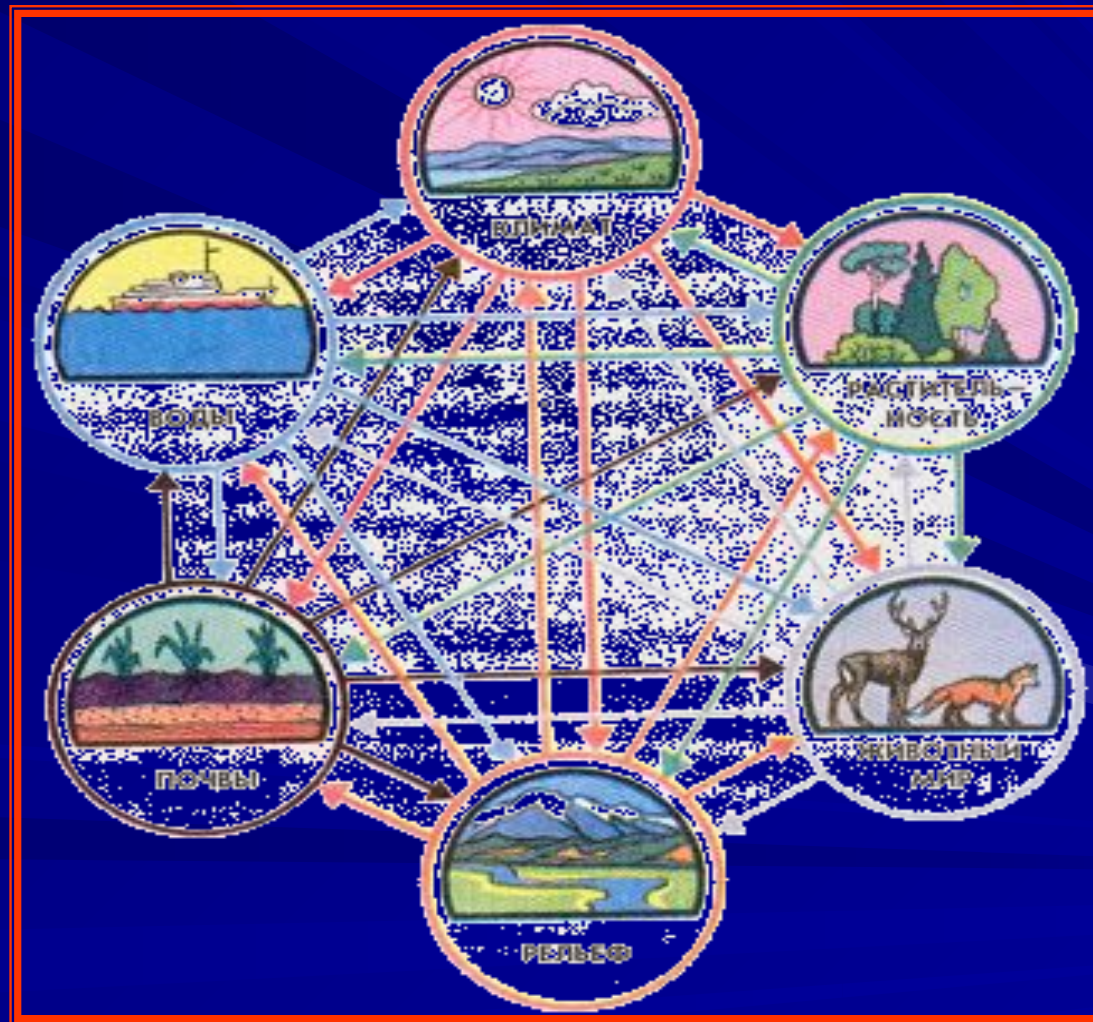 КЛИМАТ
ВОДЫ
РАСТИТЕЛЬ–
НОСТЬ
ПОЧВЫ
ЖИВОТНЫЙ
МИР
РЕЛЬЕФ